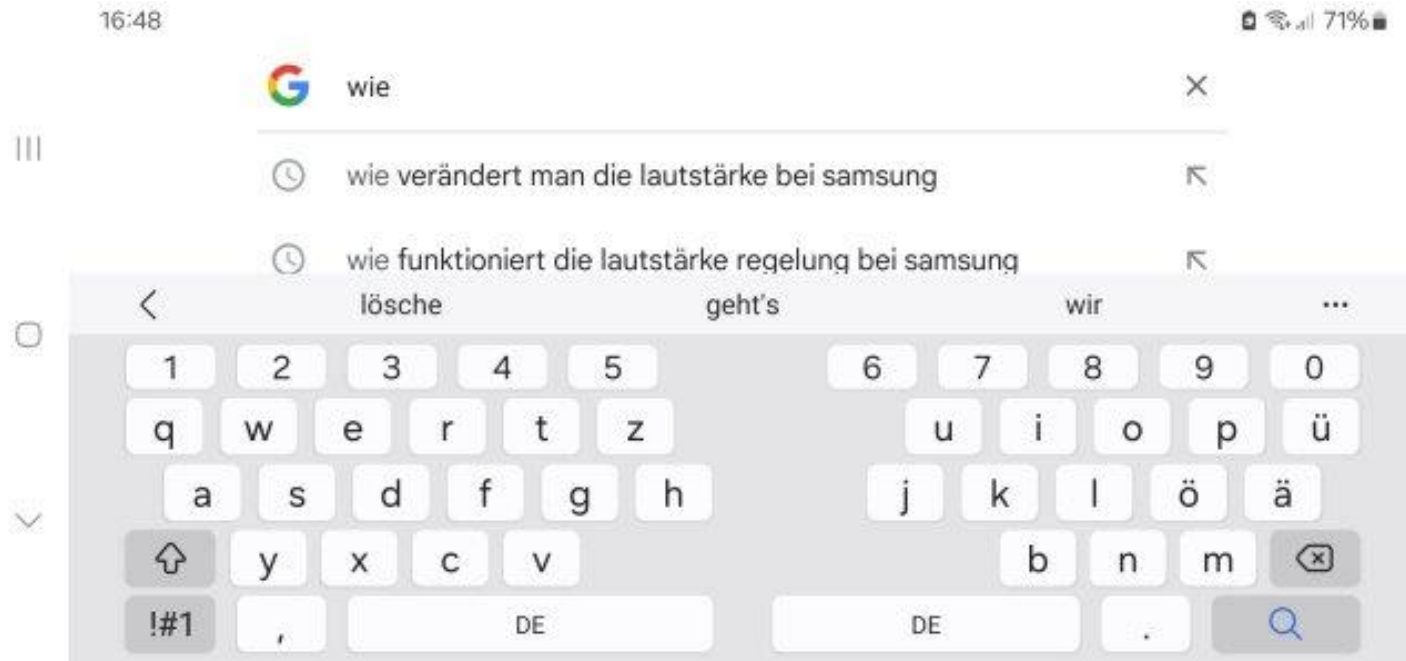 16:48 71%
wie
wie verändert man die lautstärke bei samsung
wie funktioniert die lautstärke regelung bei samsung
lösche geht's wir ...
1 2 3 4 5 6 7 8 9 0
q w e r t z u i o p ü
a s d f g h j k l ö ä
y x c v b n m
!#1 , DE DE .